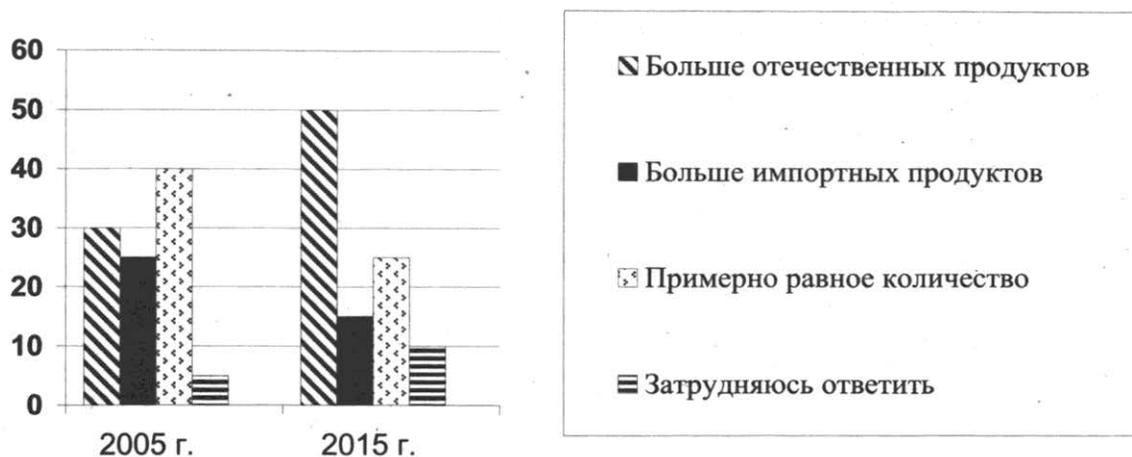 60
50
40
30
20
10
0
2005 г.
2015 г.
Больше отечественных продуктов
Больше импортных продуктов
Примерно равное количество
Затрудняюсь ответить